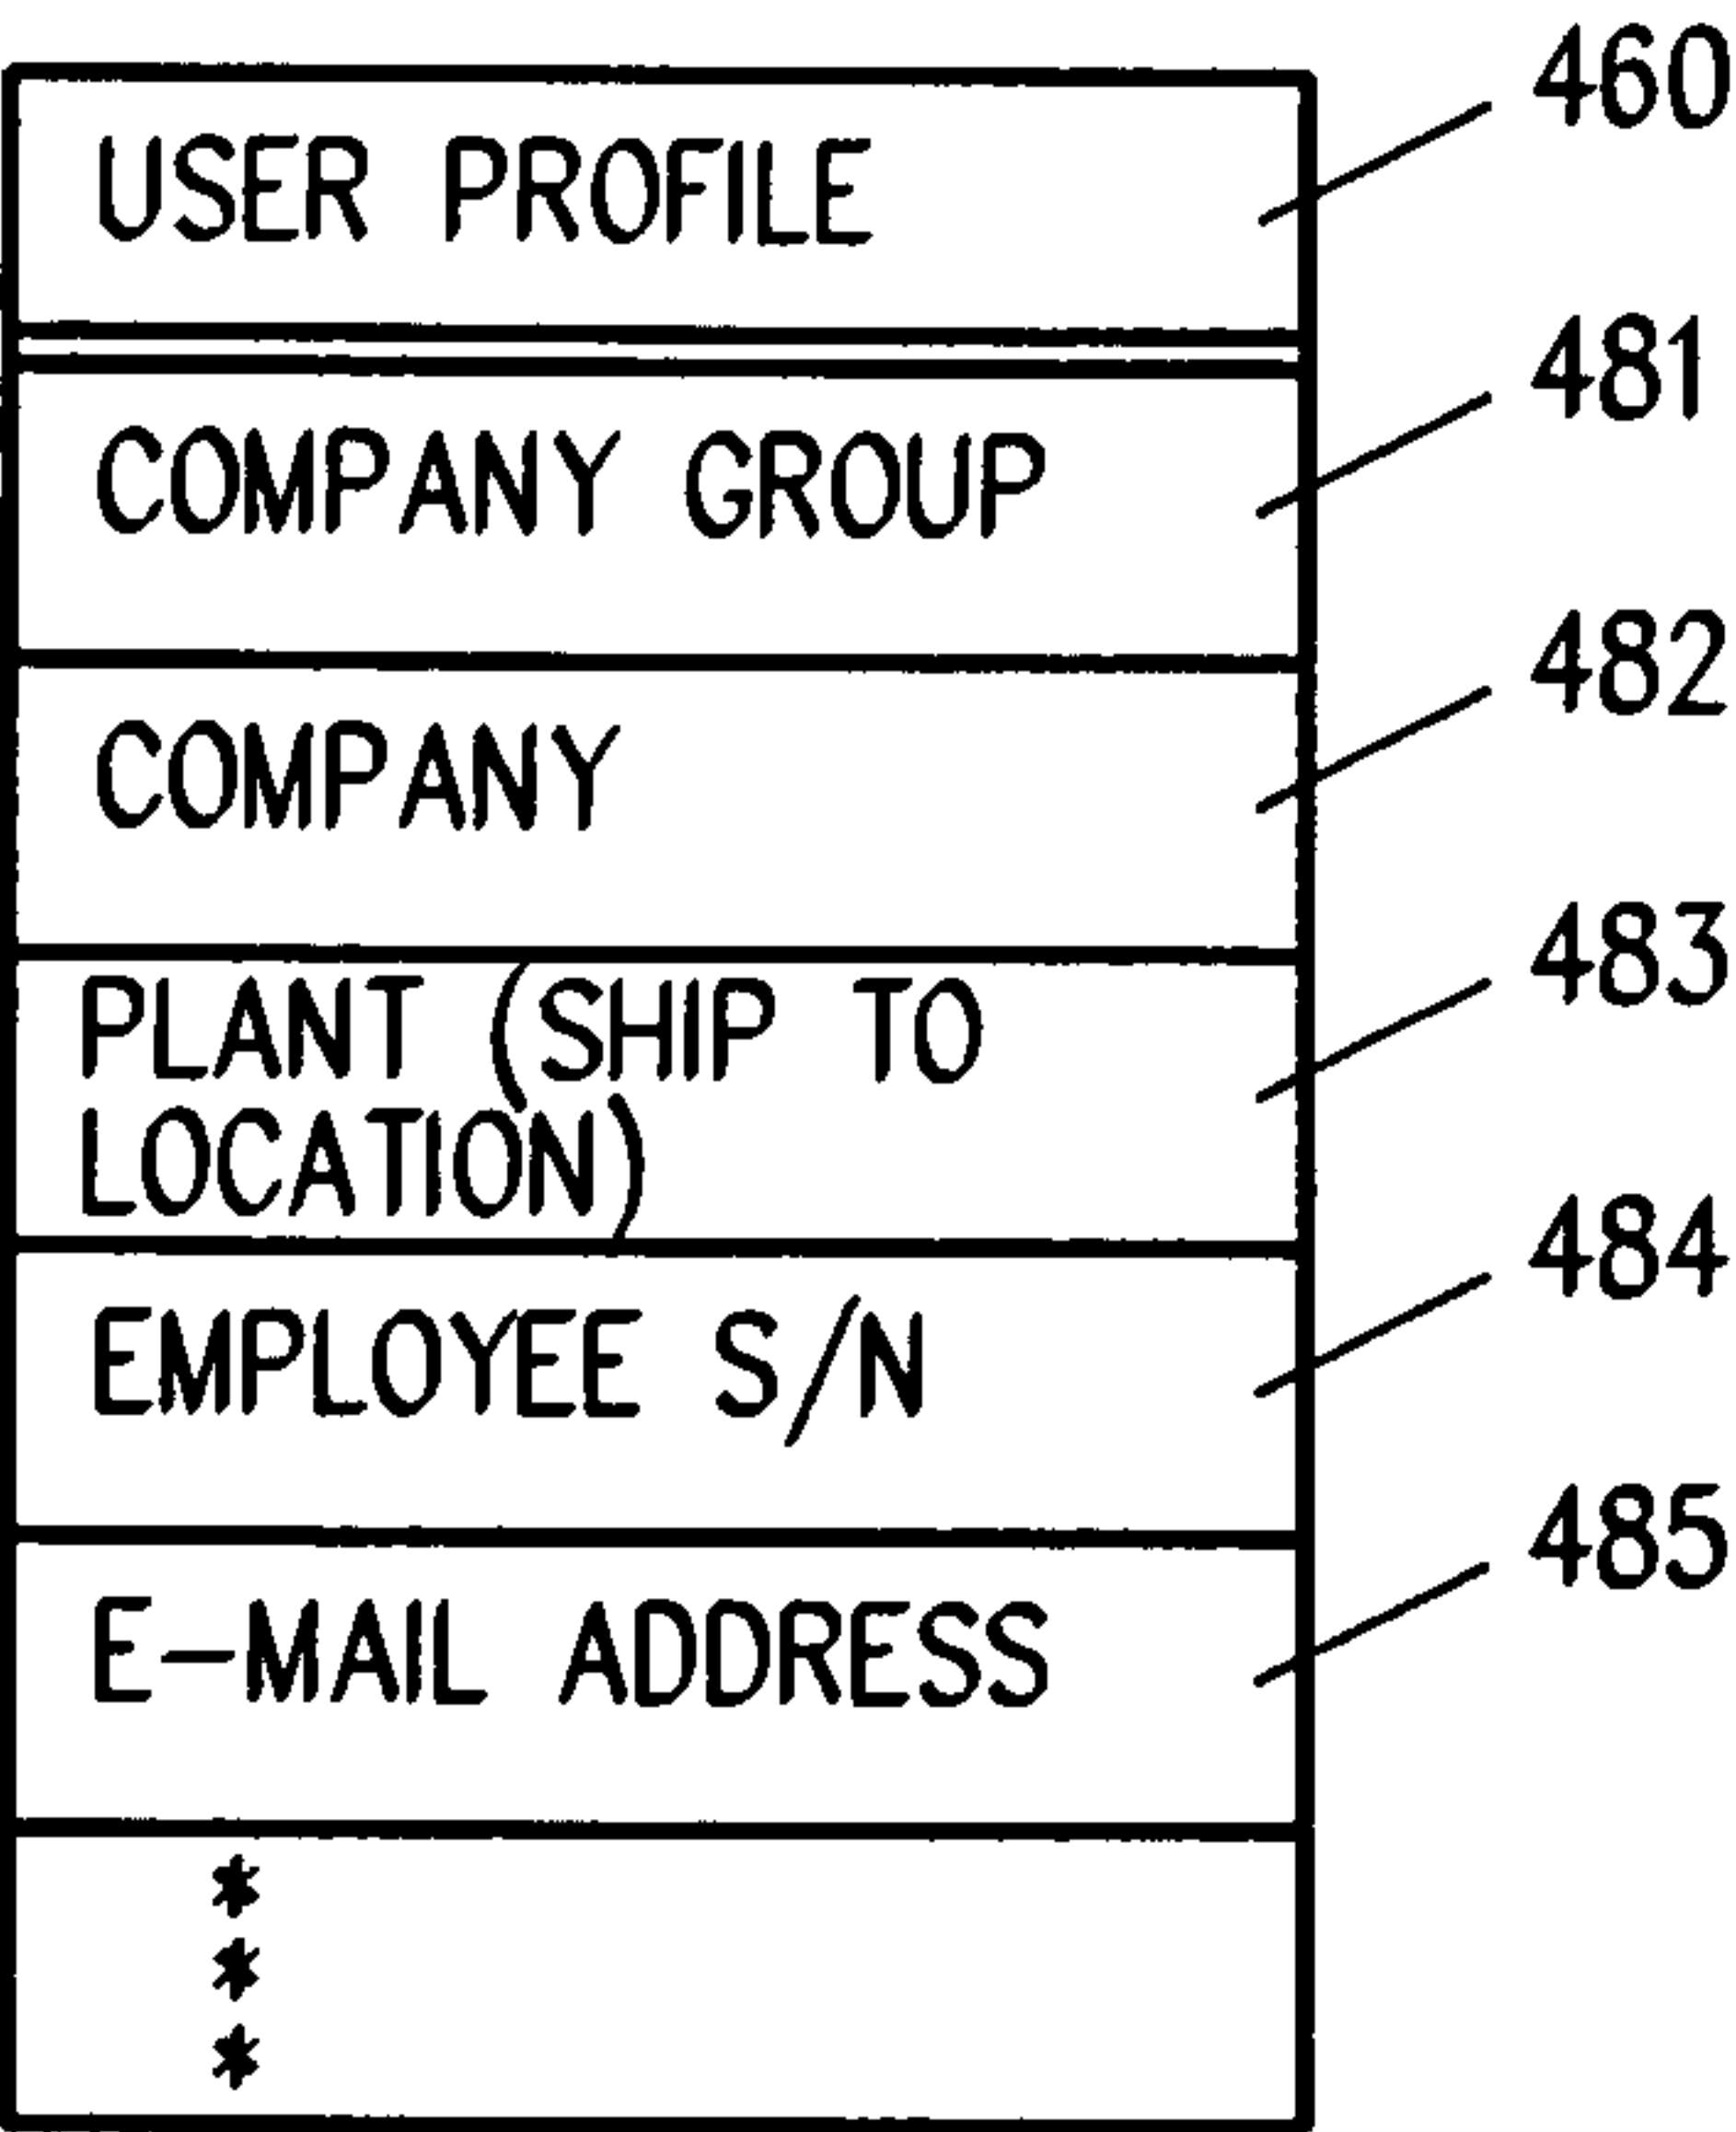 USER PROFILE
460
COMPANY GROUP
481
COMPANY
482
PLANT (SHIP TO
LOCATION)
483
EMPLOYEE S/N
484
E-MAIL ADDRESS
485
*
*
*